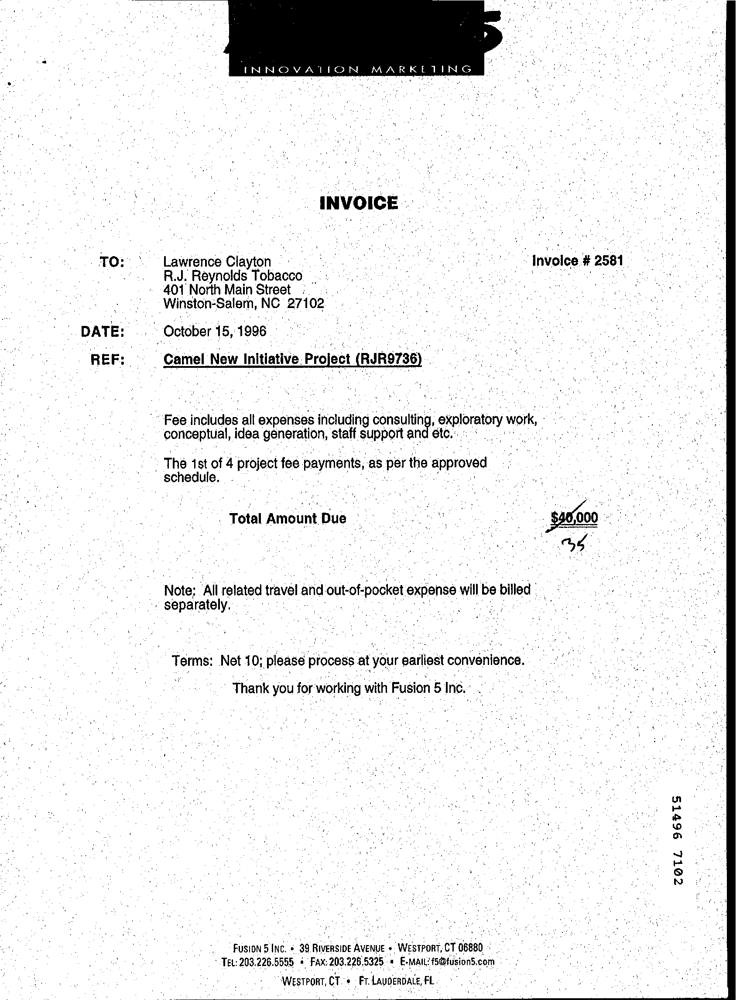 5
INNOVATION MARKETING
INVOICE
TO: Lawrence Clayton Invoice # 2581
R.J. Reynolds Tobacco
401 North Main Street
Winston-Salem, NC 27102
DATE: October 15, 1996
REF: Camel New Initiative Project (RJR9736)
Fee includes all expenses including consulting, exploratory work,
conceptual, idea generation, staff support and etc.
The 1st of 4 project fee payments, as per the approved
schedule.
Total Amount Due $40,000
35
Note: All related travel and out-of-pocket expense will be billed
separately.
Terms: Net 10; please process at your earliest convenience.
Thank you for working with Fusion 5 Inc.
51496 7102
FUSION 5 INC. • 39 RIVERSIDE AVENUE • WESTPORT, CT 06880
TEL: 203.226.5555 • FAX: 203.226.5325 • E-MAIL: f5@fusion5.com
WESTPORT, CT • FT. LAUDERDALE, FL